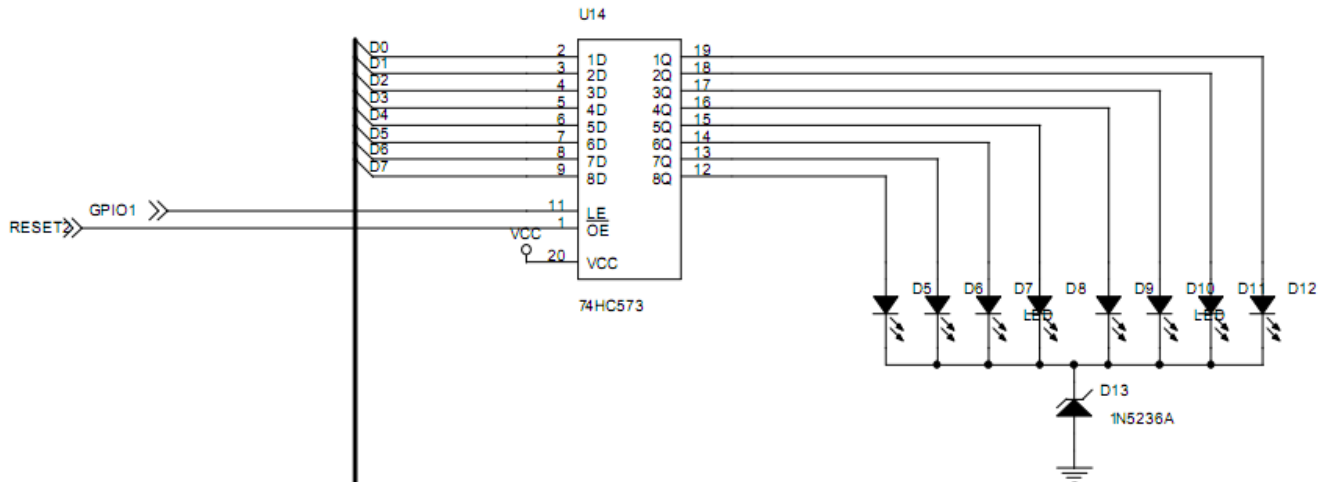 U14
D0 2 1D 1Q 19
D1 3 2D 2Q 18
D2 4 3D 3Q 17
D3 5 4D 4Q 16
D4 6 5D 5Q 15
D5 7 6D 6Q 14
D6 8 7D 7Q 13
D7 9 8D 8Q 12
GPIO1 11 LE
RESET2 1 OE
VCC 20 VCC
74HC573
D5 D6 D7 D8 D9 D10 D11 D12
LED LED
D13
1N5236A